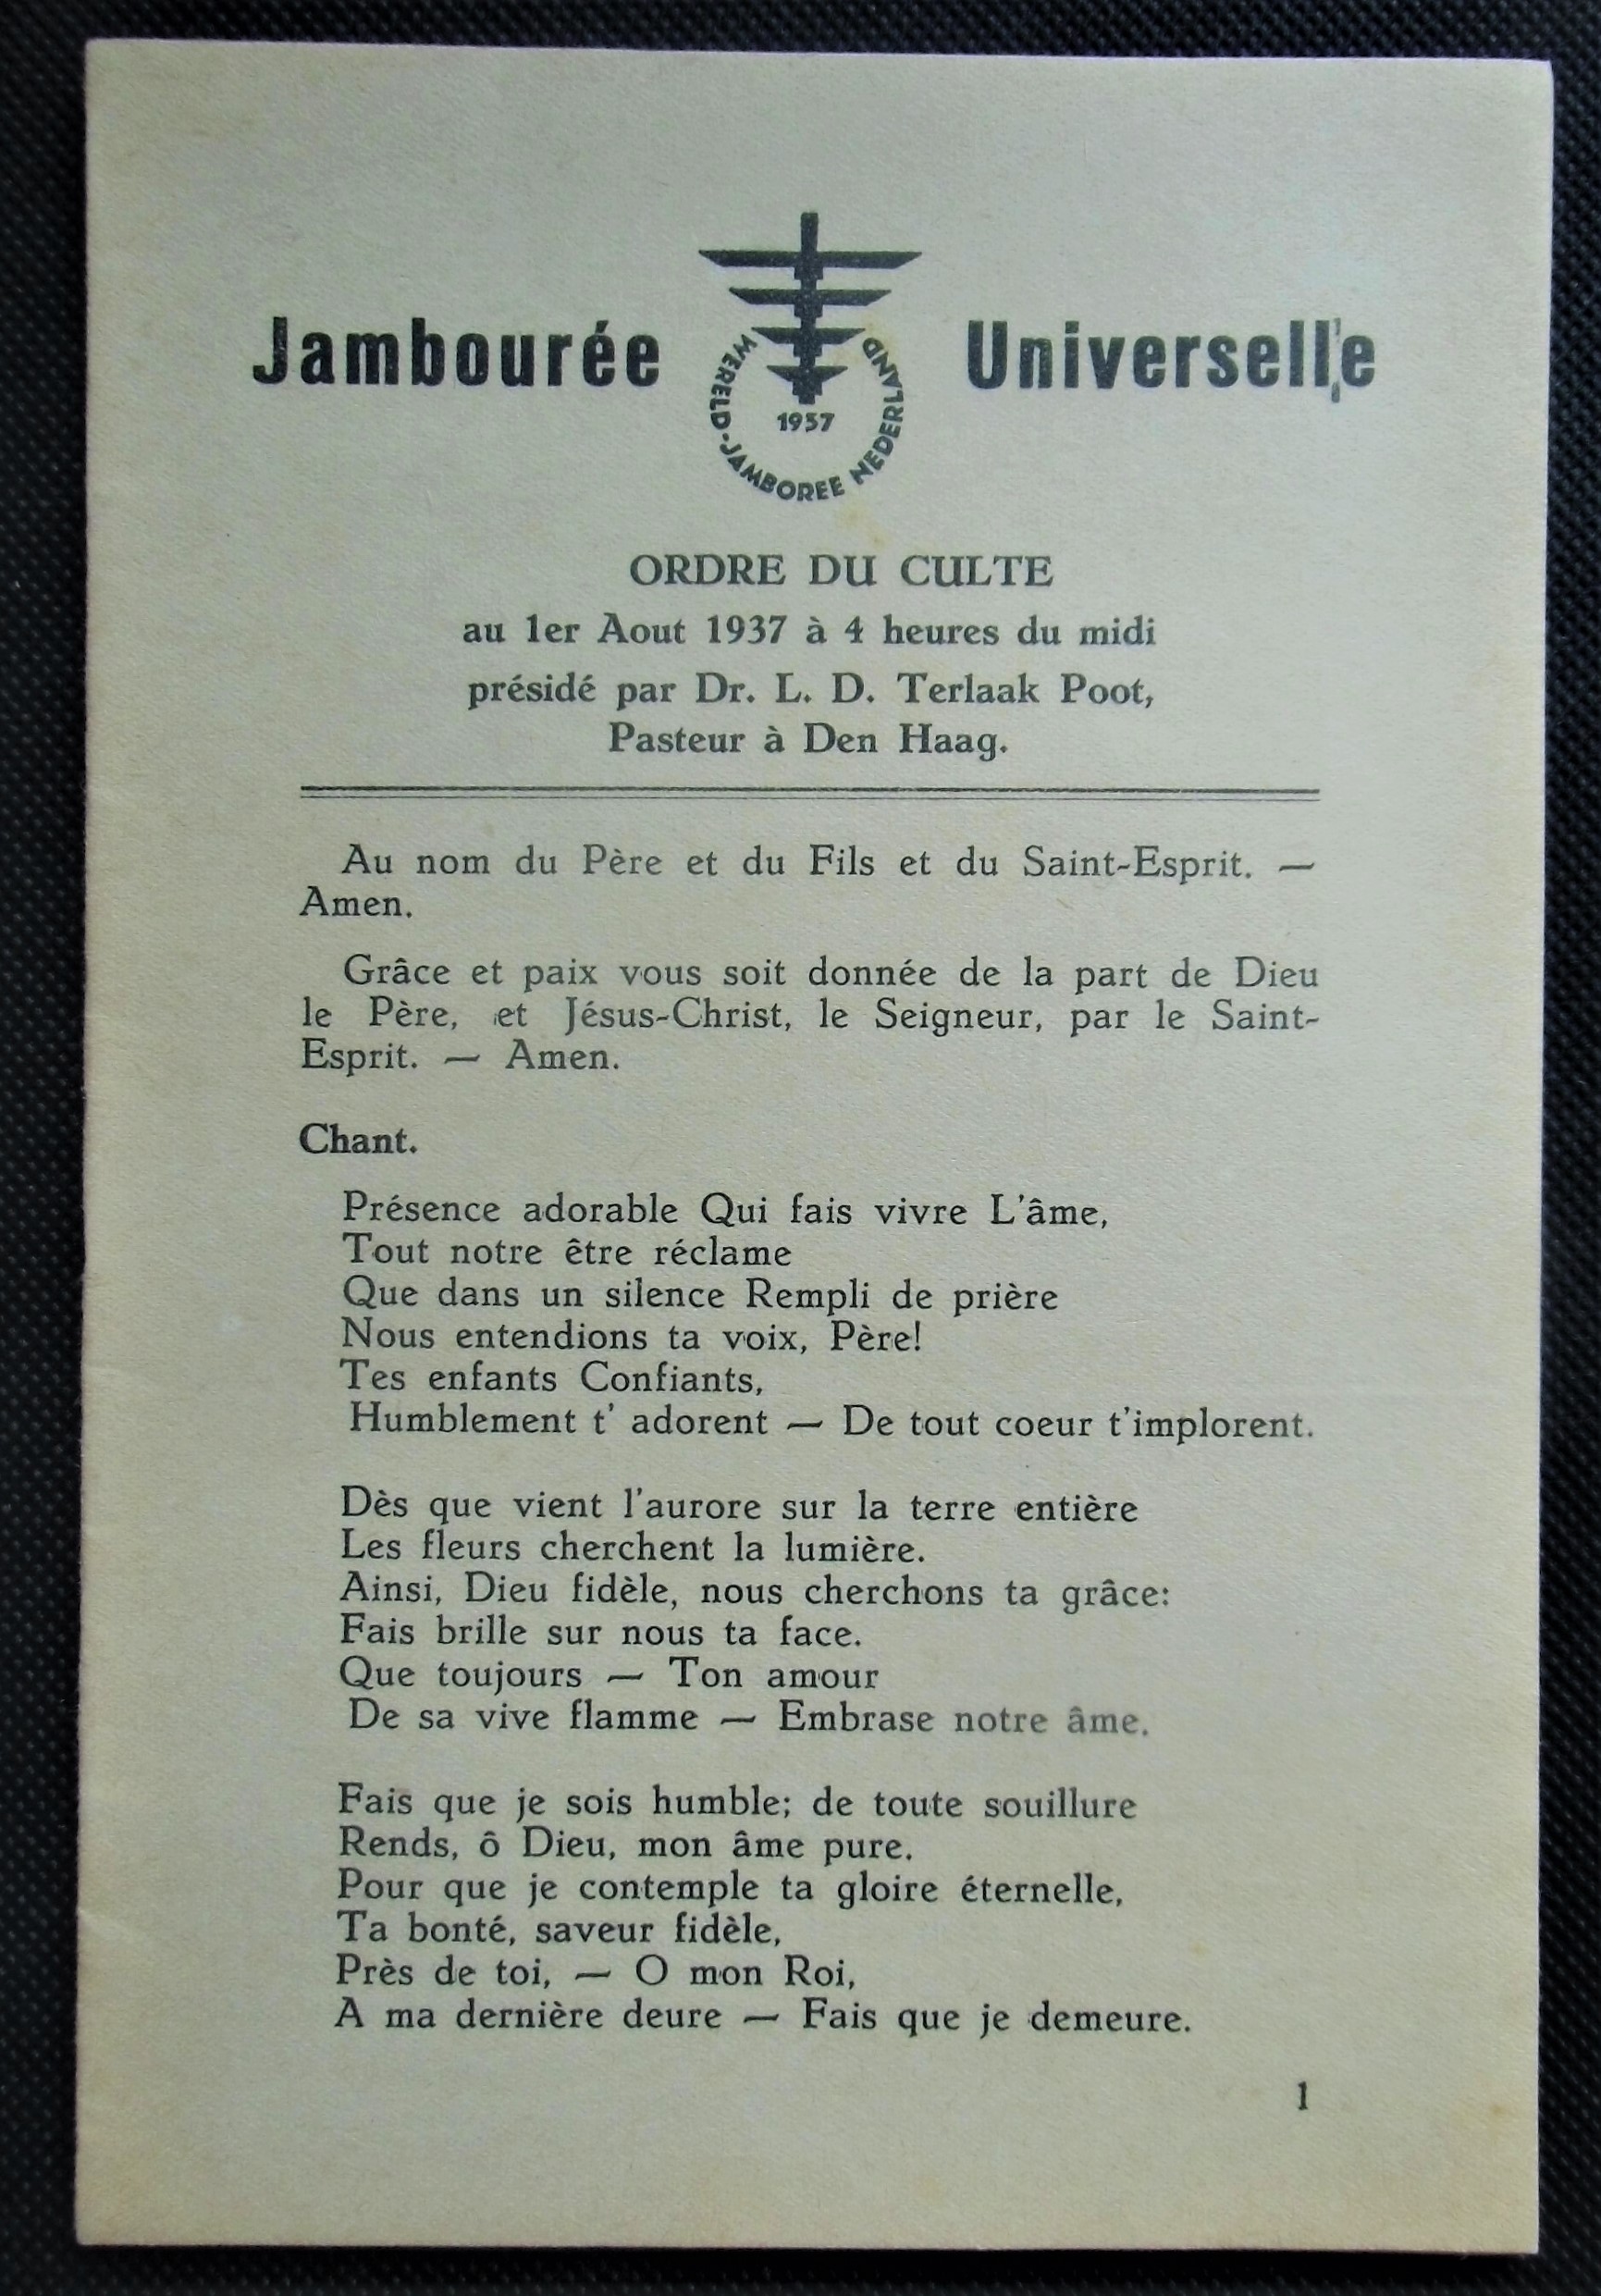 Jambourée Universelle
WERELD-JAMBOREE NEDERLAND
1937
ORDRE DU CULTE
au 1er Aout 1937 à 4 heures du midi
présidé par Dr. L. D. Terlaak Poot,
Pasteur à Den Haag.
Au nom du Père et du Fils et du Saint-Esprit. —
Amen.
Grâce et paix vous soit donnée de la part de Dieu
le Père, et Jésus-Christ, le Seigneur, par le Saint-
Esprit. — Amen.
Chant.
Présence adorable Qui fais vivre L'âme,
Tout notre être réclame
Que dans un silence Rempli de prière
Nous entendions ta voix, Père!
Tes enfants Confiants,
Humblement t' adorent — De tout coeur t'implorent.
Dès que vient l'aurore sur la terre entière
Les fleurs cherchent la lumière.
Ainsi, Dieu fidèle, nous cherchons ta grâce:
Fais brille sur nous ta face.
Que toujours — Ton amour
De sa vive flamme — Embrase notre âme.
Fais que je sois humble; de toute souillure
Rends, ô Dieu, mon âme pure.
Pour que je contemple ta gloire éternelle,
Ta bonté, saveur fidèle,
Près de toi, — O mon Roi,
A ma dernière deure — Fais que je demeure.
1